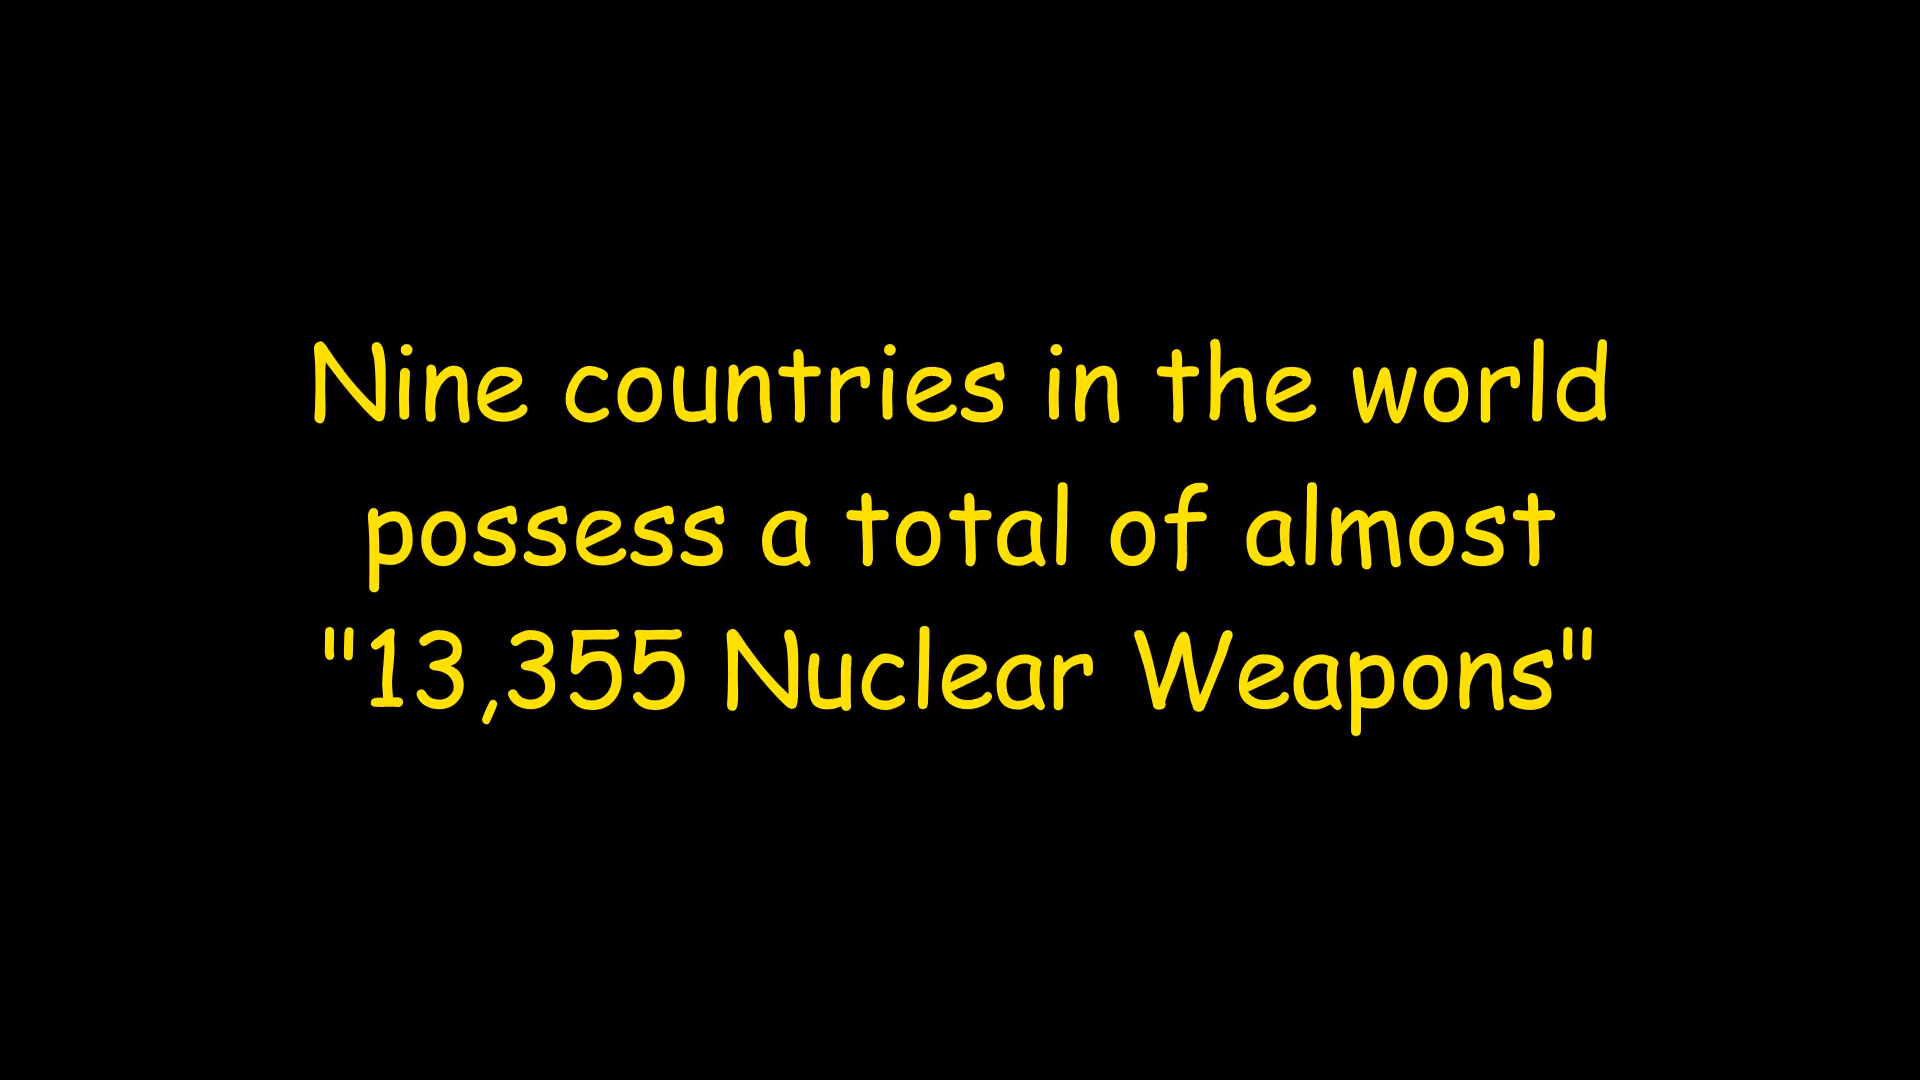 Nine countries in the world
possess a total of almost
"13,355 Nuclear Weapons"